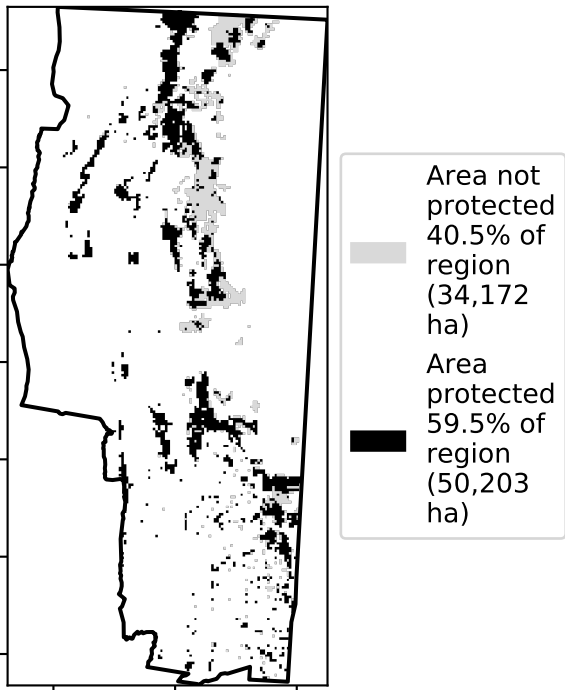 Area not
protected
40.5% of
region
(34,172
ha)
Area
protected
59.5% of
region
(50,203
ha)